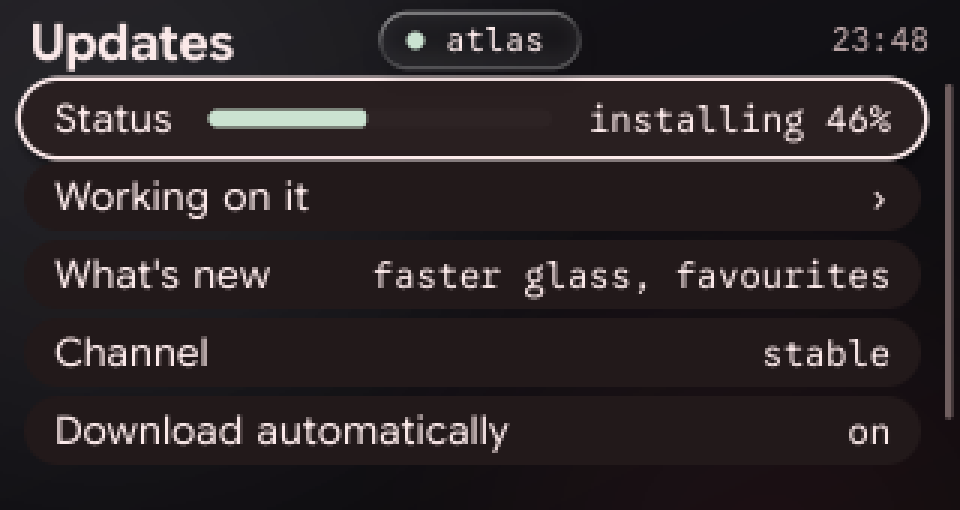 Updates atlas 23:48
Status installing 46%
Working on it ›
What's new faster glass, favourites
Channel stable
Download automatically on